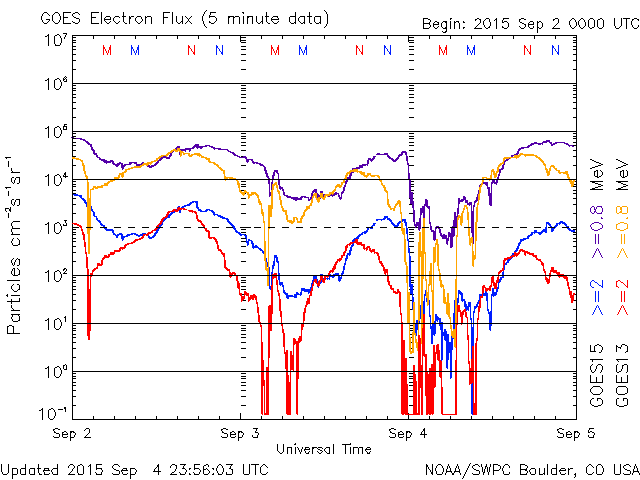 GOES Electron Flux (5 minute data)
Begin: 2015 Sep 2 0000 UTC
M M N N M M N N M M N N
10⁷
10⁶
10⁵
10⁴
10³
10²
10¹
10⁰
10⁻¹
Particles cm⁻²s⁻¹sr⁻¹
Sep 2 Sep 3 Sep 4 Sep 5
Universal Time
GOES15 >=2 >=0.8 MeV
GOES13 >=2 >=0.8 MeV
Updated 2015 Sep 4 23:56:03 UTC
NOAA/SWPC Boulder, CO USA